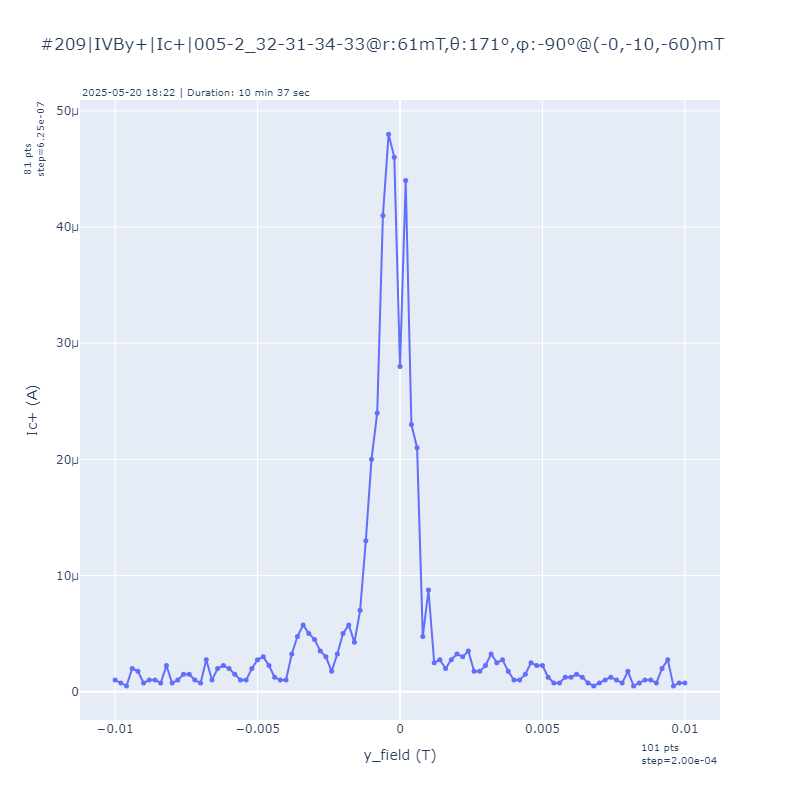 #209|IVBy+|Ic+|005-2_32-31-34-33@r:61mT,θ:171°,φ:-90°@(-0,-10,-60)mT
2025-05-20 18:22 | Duration: 10 min 37 sec
81 pts
step=6.25e-07
50μ
40μ
30μ
20μ
10μ
0
Ic+ (A)
−0.01
−0.005
0
0.005
0.01
y_field (T)
101 pts
step=2.00e-04